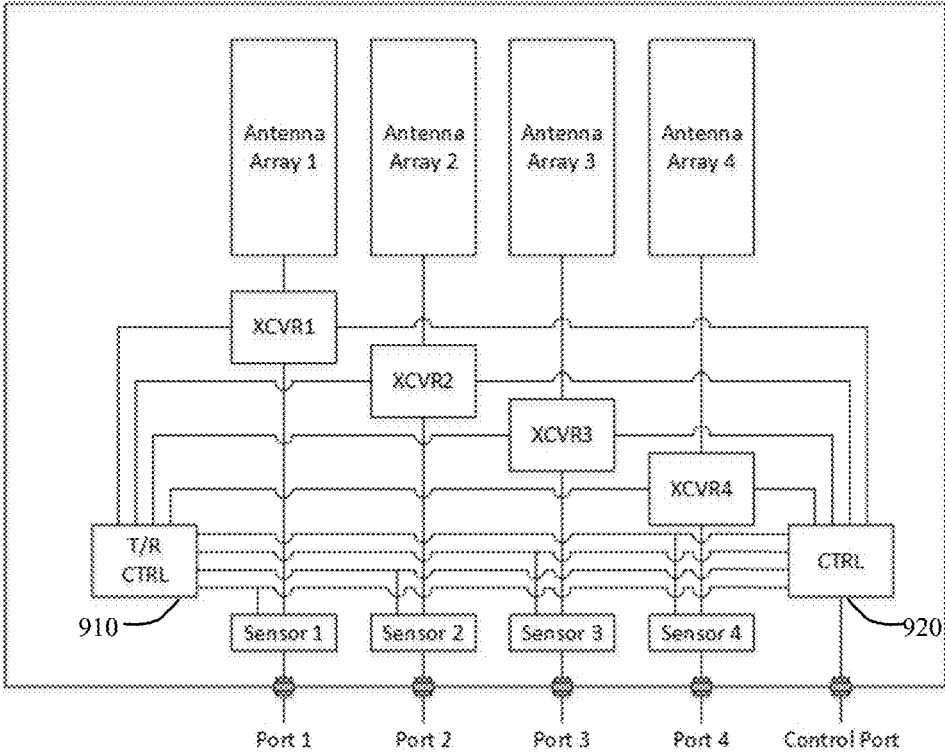 Antenna
Array 1
Antenna
Array 2
Antenna
Array 3
Antenna
Array 4
XCVR1
XCVR2
XCVR3
XCVR4
T/R
CTRL
CTRL
910
920
Sensor 1
Sensor 2
Sensor 3
Sensor 4
Port 1
Port 2
Port 3
Port 4
Control Port